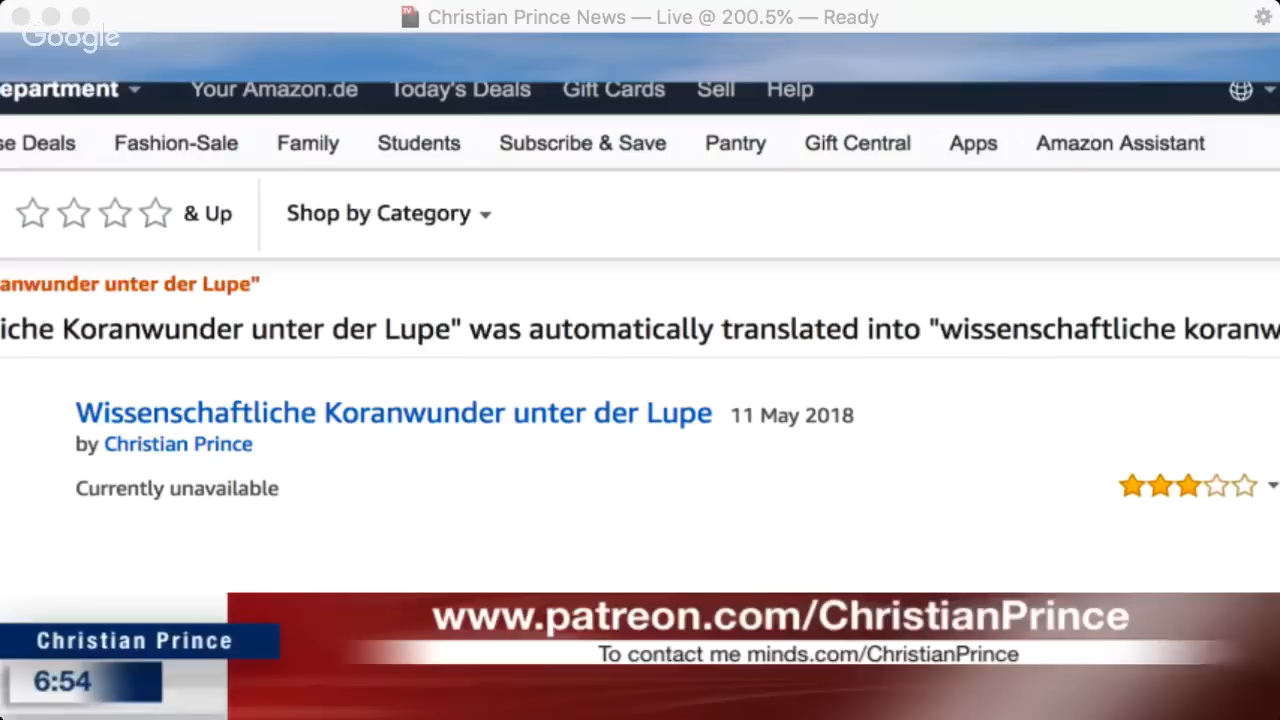 Christian Prince News — Live @ 200.5% — Ready
Google
epartment Your Amazon.de Today's Deals Gift Cards Sell Help
se Deals Fashion-Sale Family Students Subscribe & Save Pantry Gift Central Apps Amazon Assistant
& Up Shop by Category
anwunder unter der Lupe"
iche Koranwunder unter der Lupe" was automatically translated into "wissenschaftliche koranw
Wissenschaftliche Koranwunder unter der Lupe 11 May 2018
by Christian Prince
Currently unavailable
www.patreon.com/ChristianPrince
Christian Prince
To contact me minds.com/ChristianPrince
6:54